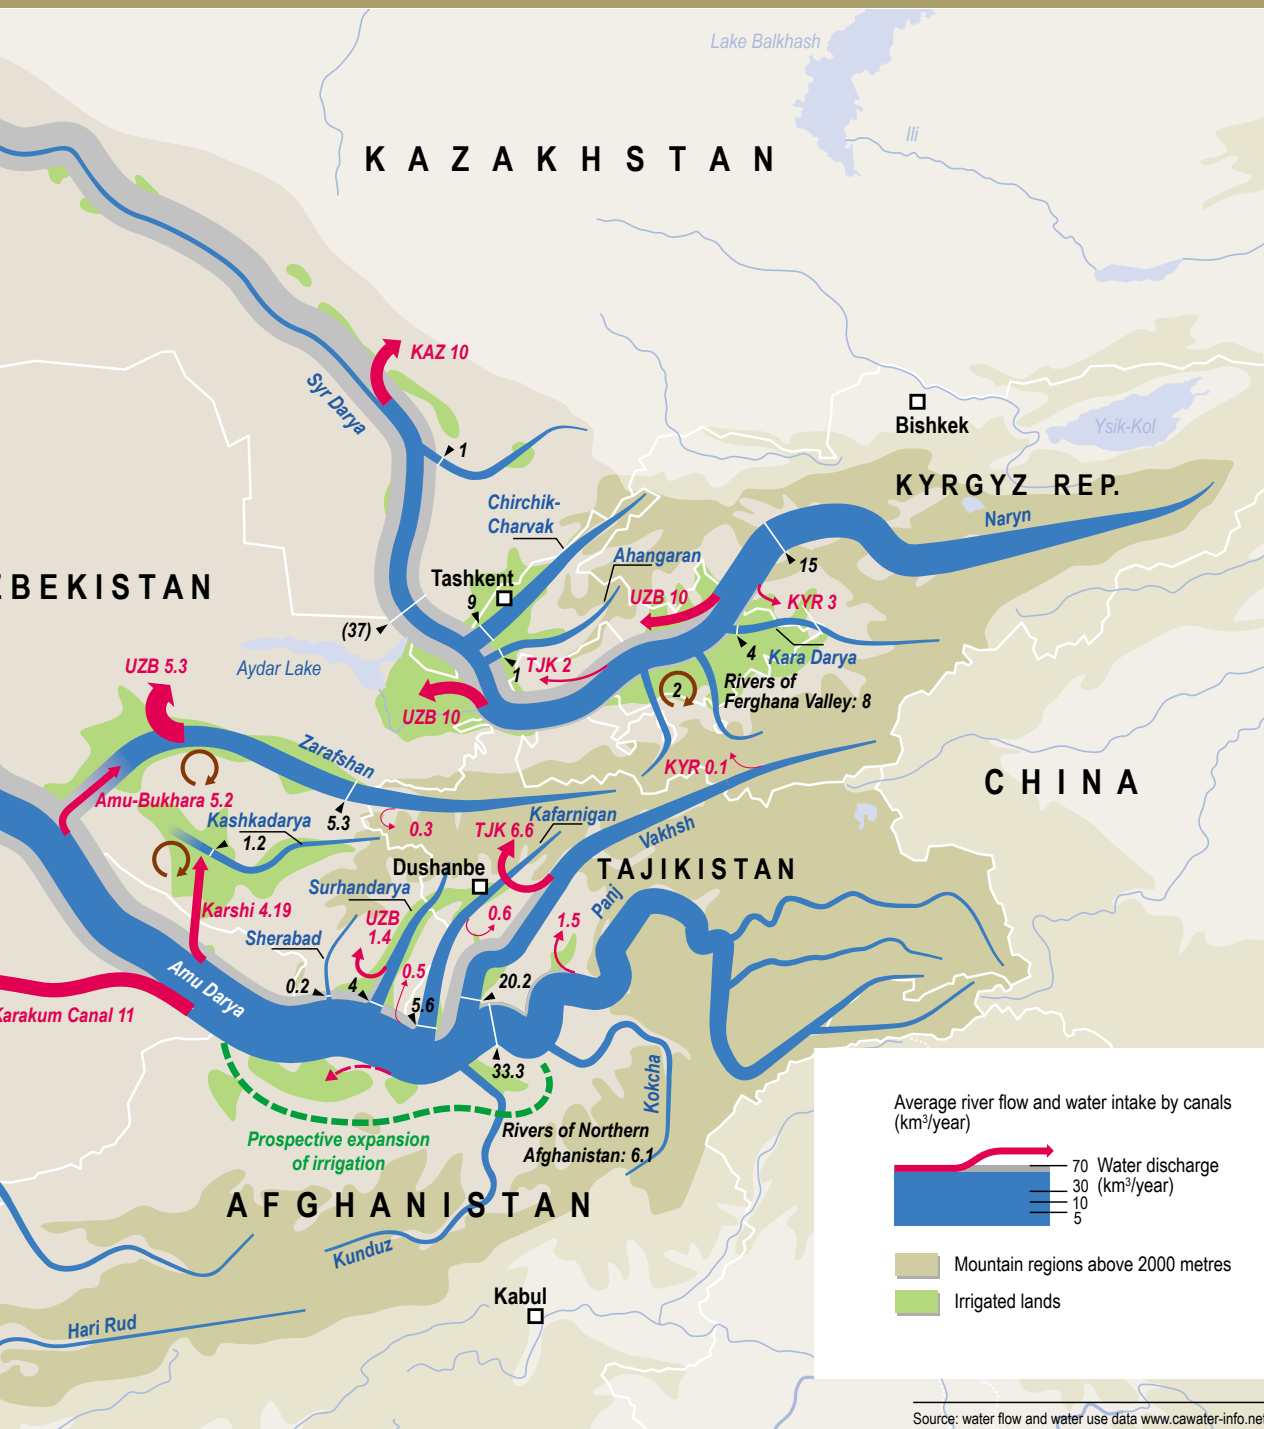 Lake Balkhash
Ili
KAZAKHSTAN
KAZ 10
Syr Darya
Bishkek
Ysik-Kol
1
KYRGYZ REP.
Naryn
Chirchik-
Charvak
Ahangaran
15
ZBEKISTAN
Tashkent
9
UZB 10
KYR 3
(37)
4
Kara Darya
UZB 5.3
Aydar Lake
1
TJK 2
2
Rivers of
Ferghana Valley: 8
UZB 10
Zarafshan
KYR 0.1
CHINA
Amu-Bukhara 5.2
Kashkadarya
5.3
0.3
Kafarnigan
TJK 6.6
1.2
Vakhsh
Dushanbe
TAJIKISTAN
Surhandarya
Panj
Karshi 4.19
UZB
1.4
0.6
1.5
Sherabad
Amu Darya
0.2
4
0.5
20.2
5.6
Karakum Canal 11
33.3
Kokcha
Prospective expansion
of irrigation
Rivers of Northern
Afghanistan: 6.1
AFGHANISTAN
Kunduz
Kabul
Hari Rud
Average river flow and water intake by canals
(km³/year)
70
30
10
5
Water discharge
(km³/year)
Mountain regions above 2000 metres
Irrigated lands
Source: water flow and water use data www.cawater-info.net